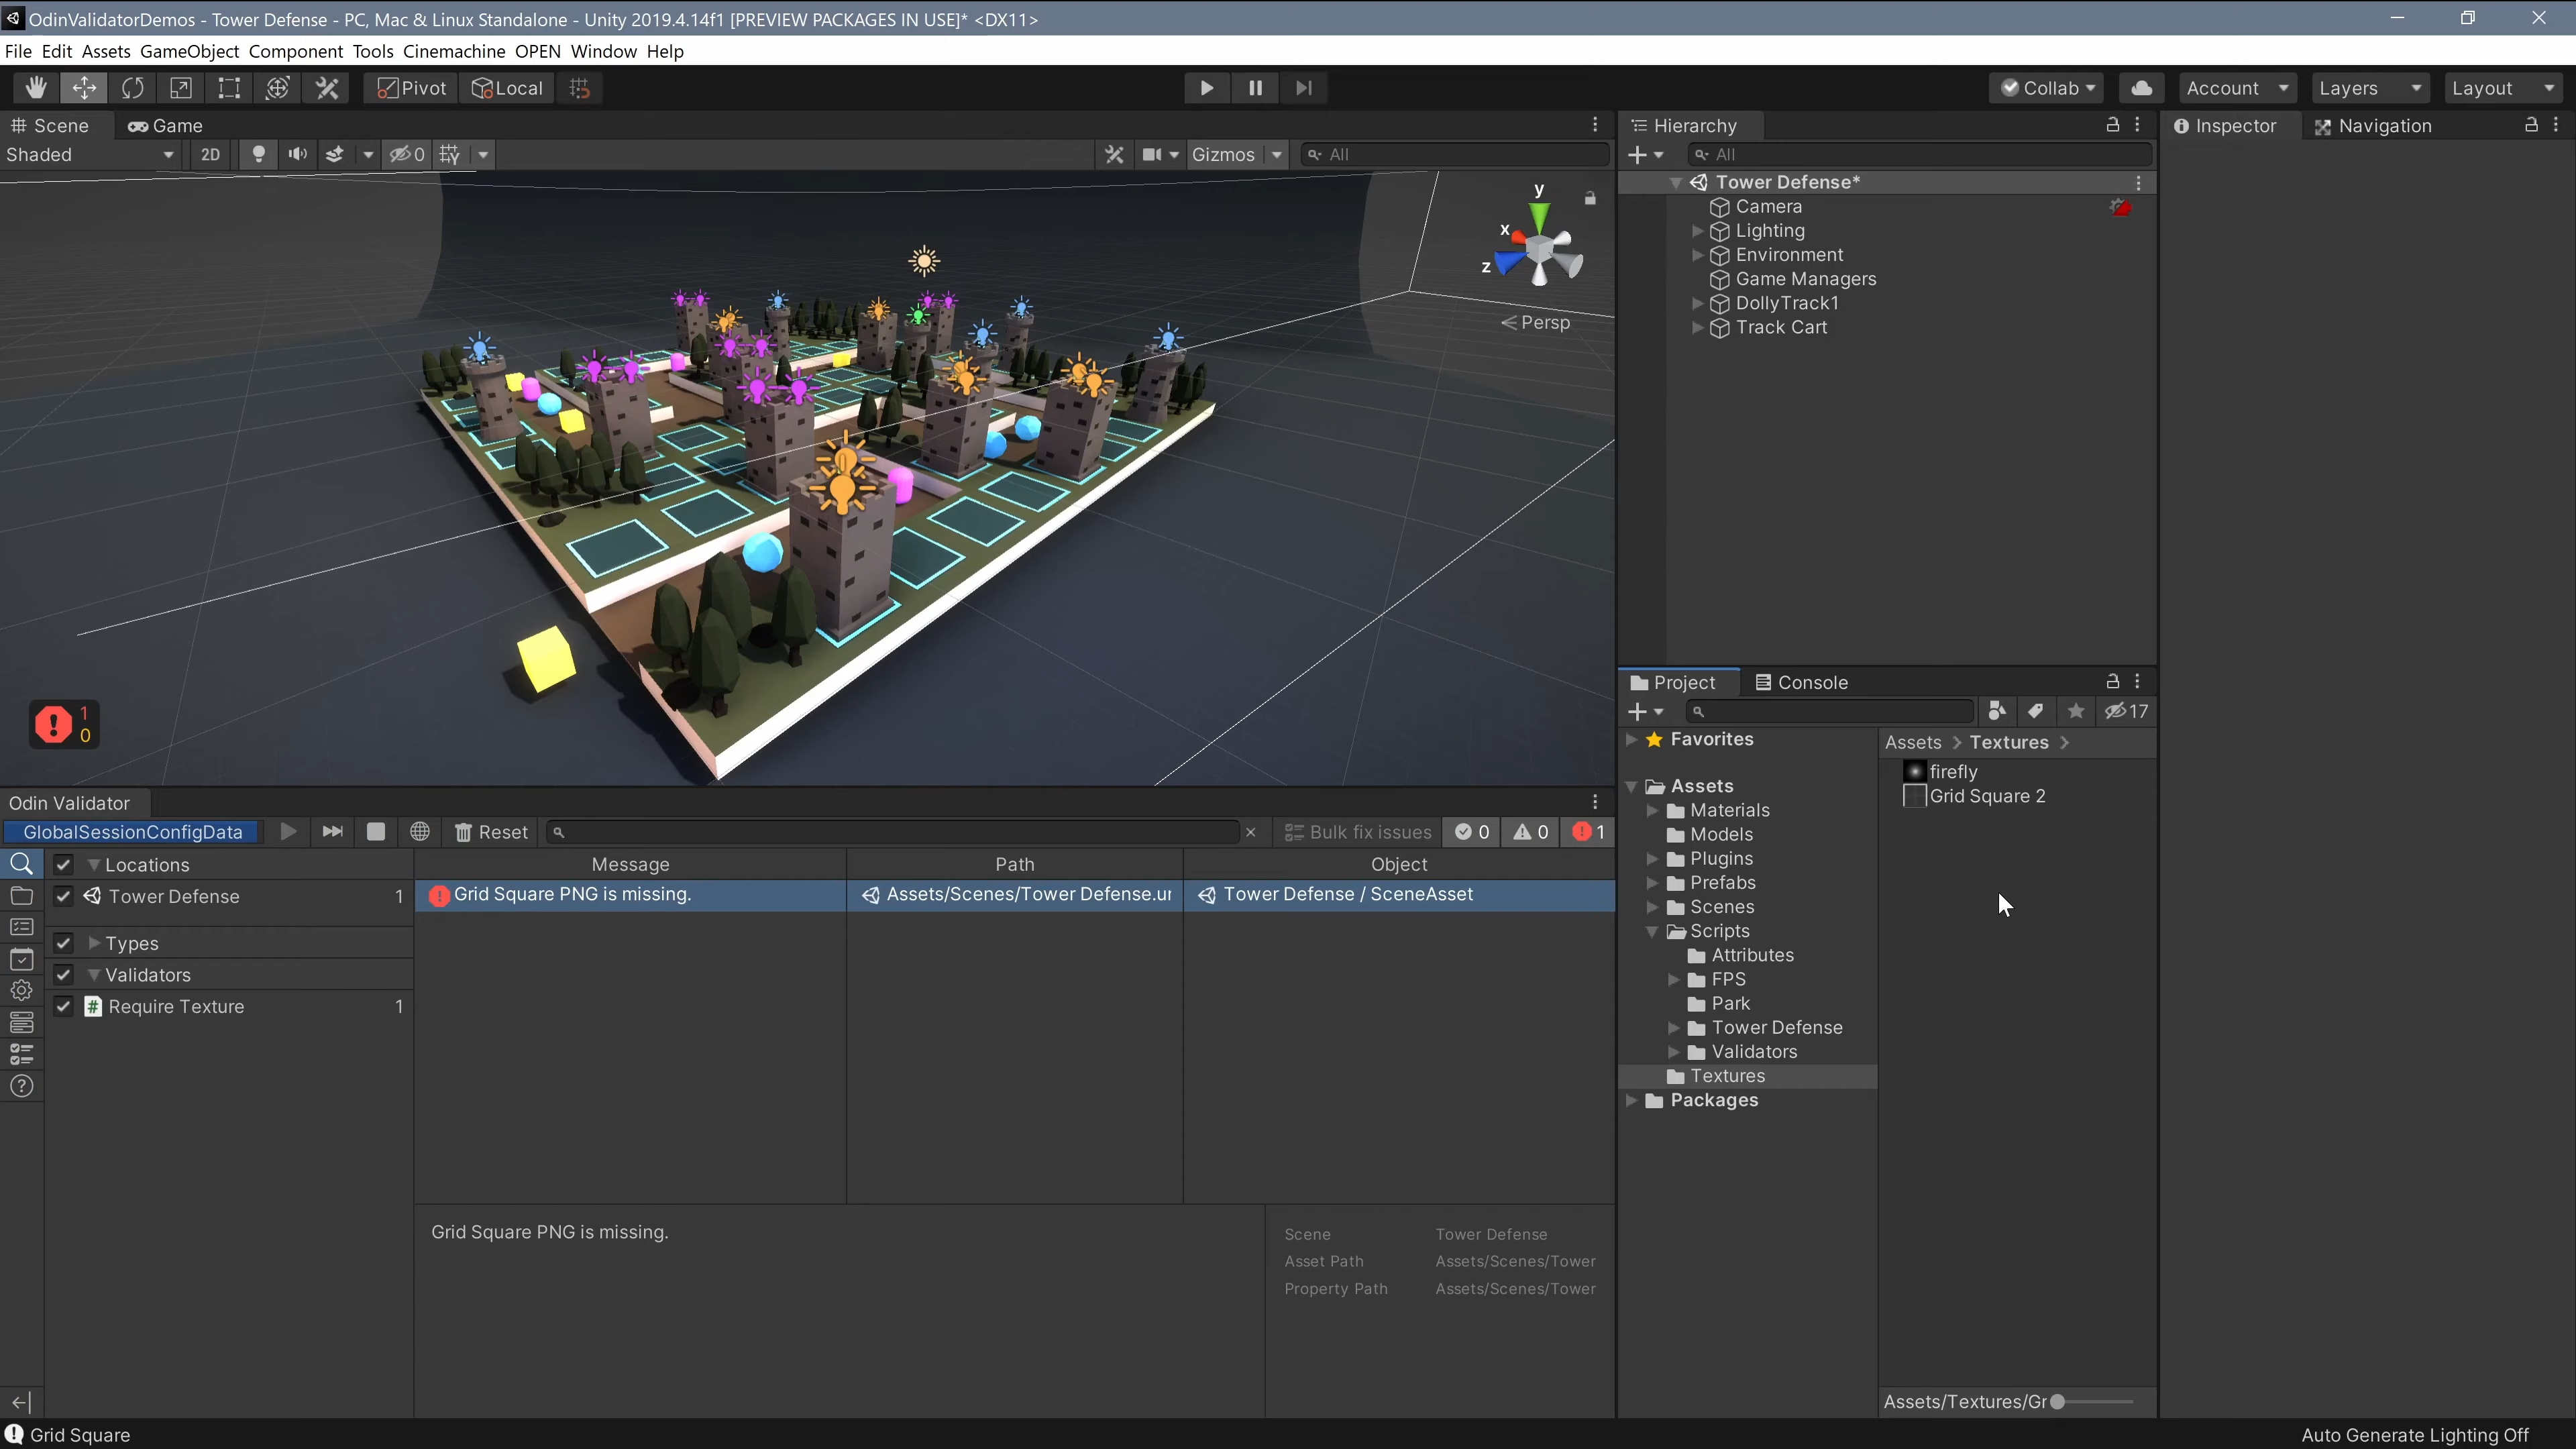 OdinValidatorDemos - Tower Defense - PC, Mac & Linux Standalone - Unity 2019.4.14f1 [PREVIEW PACKAGES IN USE]* <DX11>
File Edit Assets GameObject Component Tools Cinemachine OPEN Window Help
Pivot Local Collab Account Layers Layout
Scene Game
Shaded 2D 0 Gizmos All
y
x
z
Persp
1
0
Hierarchy
All
Tower Defense*
Camera
Lighting
Environment
Game Managers
DollyTrack1
Track Cart
Inspector Navigation
Project Console
17
Favorites
Assets
Materials
Models
Plugins
Prefabs
Scenes
Scripts
Attributes
FPS
Park
Tower Defense
Validators
Textures
Packages
Assets > Textures >
firefly
Grid Square 2
Assets/Textures/Gr
Odin Validator
GlobalSessionConfigData Reset Bulk fix issues 0 0 1
Locations
Tower Defense 1
Types
Validators
Require Texture 1
Message Path Object
Grid Square PNG is missing. Assets/Scenes/Tower Defense.ur Tower Defense / SceneAsset
Grid Square PNG is missing.
Scene Tower Defense
Asset Path Assets/Scenes/Tower
Property Path Assets/Scenes/Tower
Grid Square
Auto Generate Lighting Off